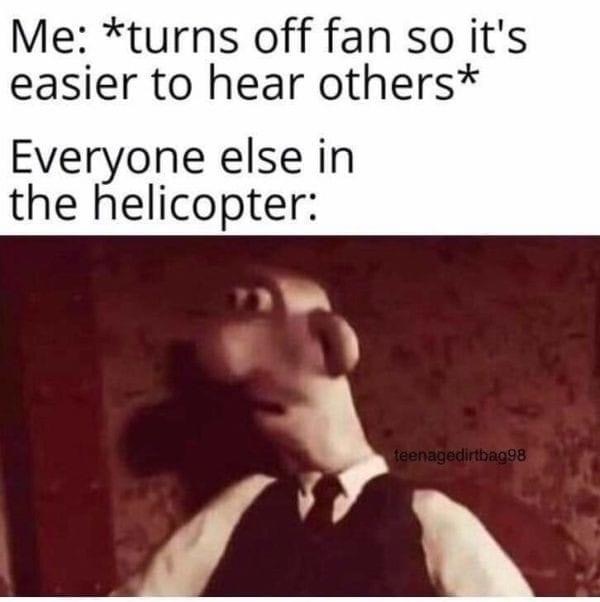 Me: *turns off fan so it's
easier to hear others*
Everyone else in
the helicopter:
teenagedirtbag98